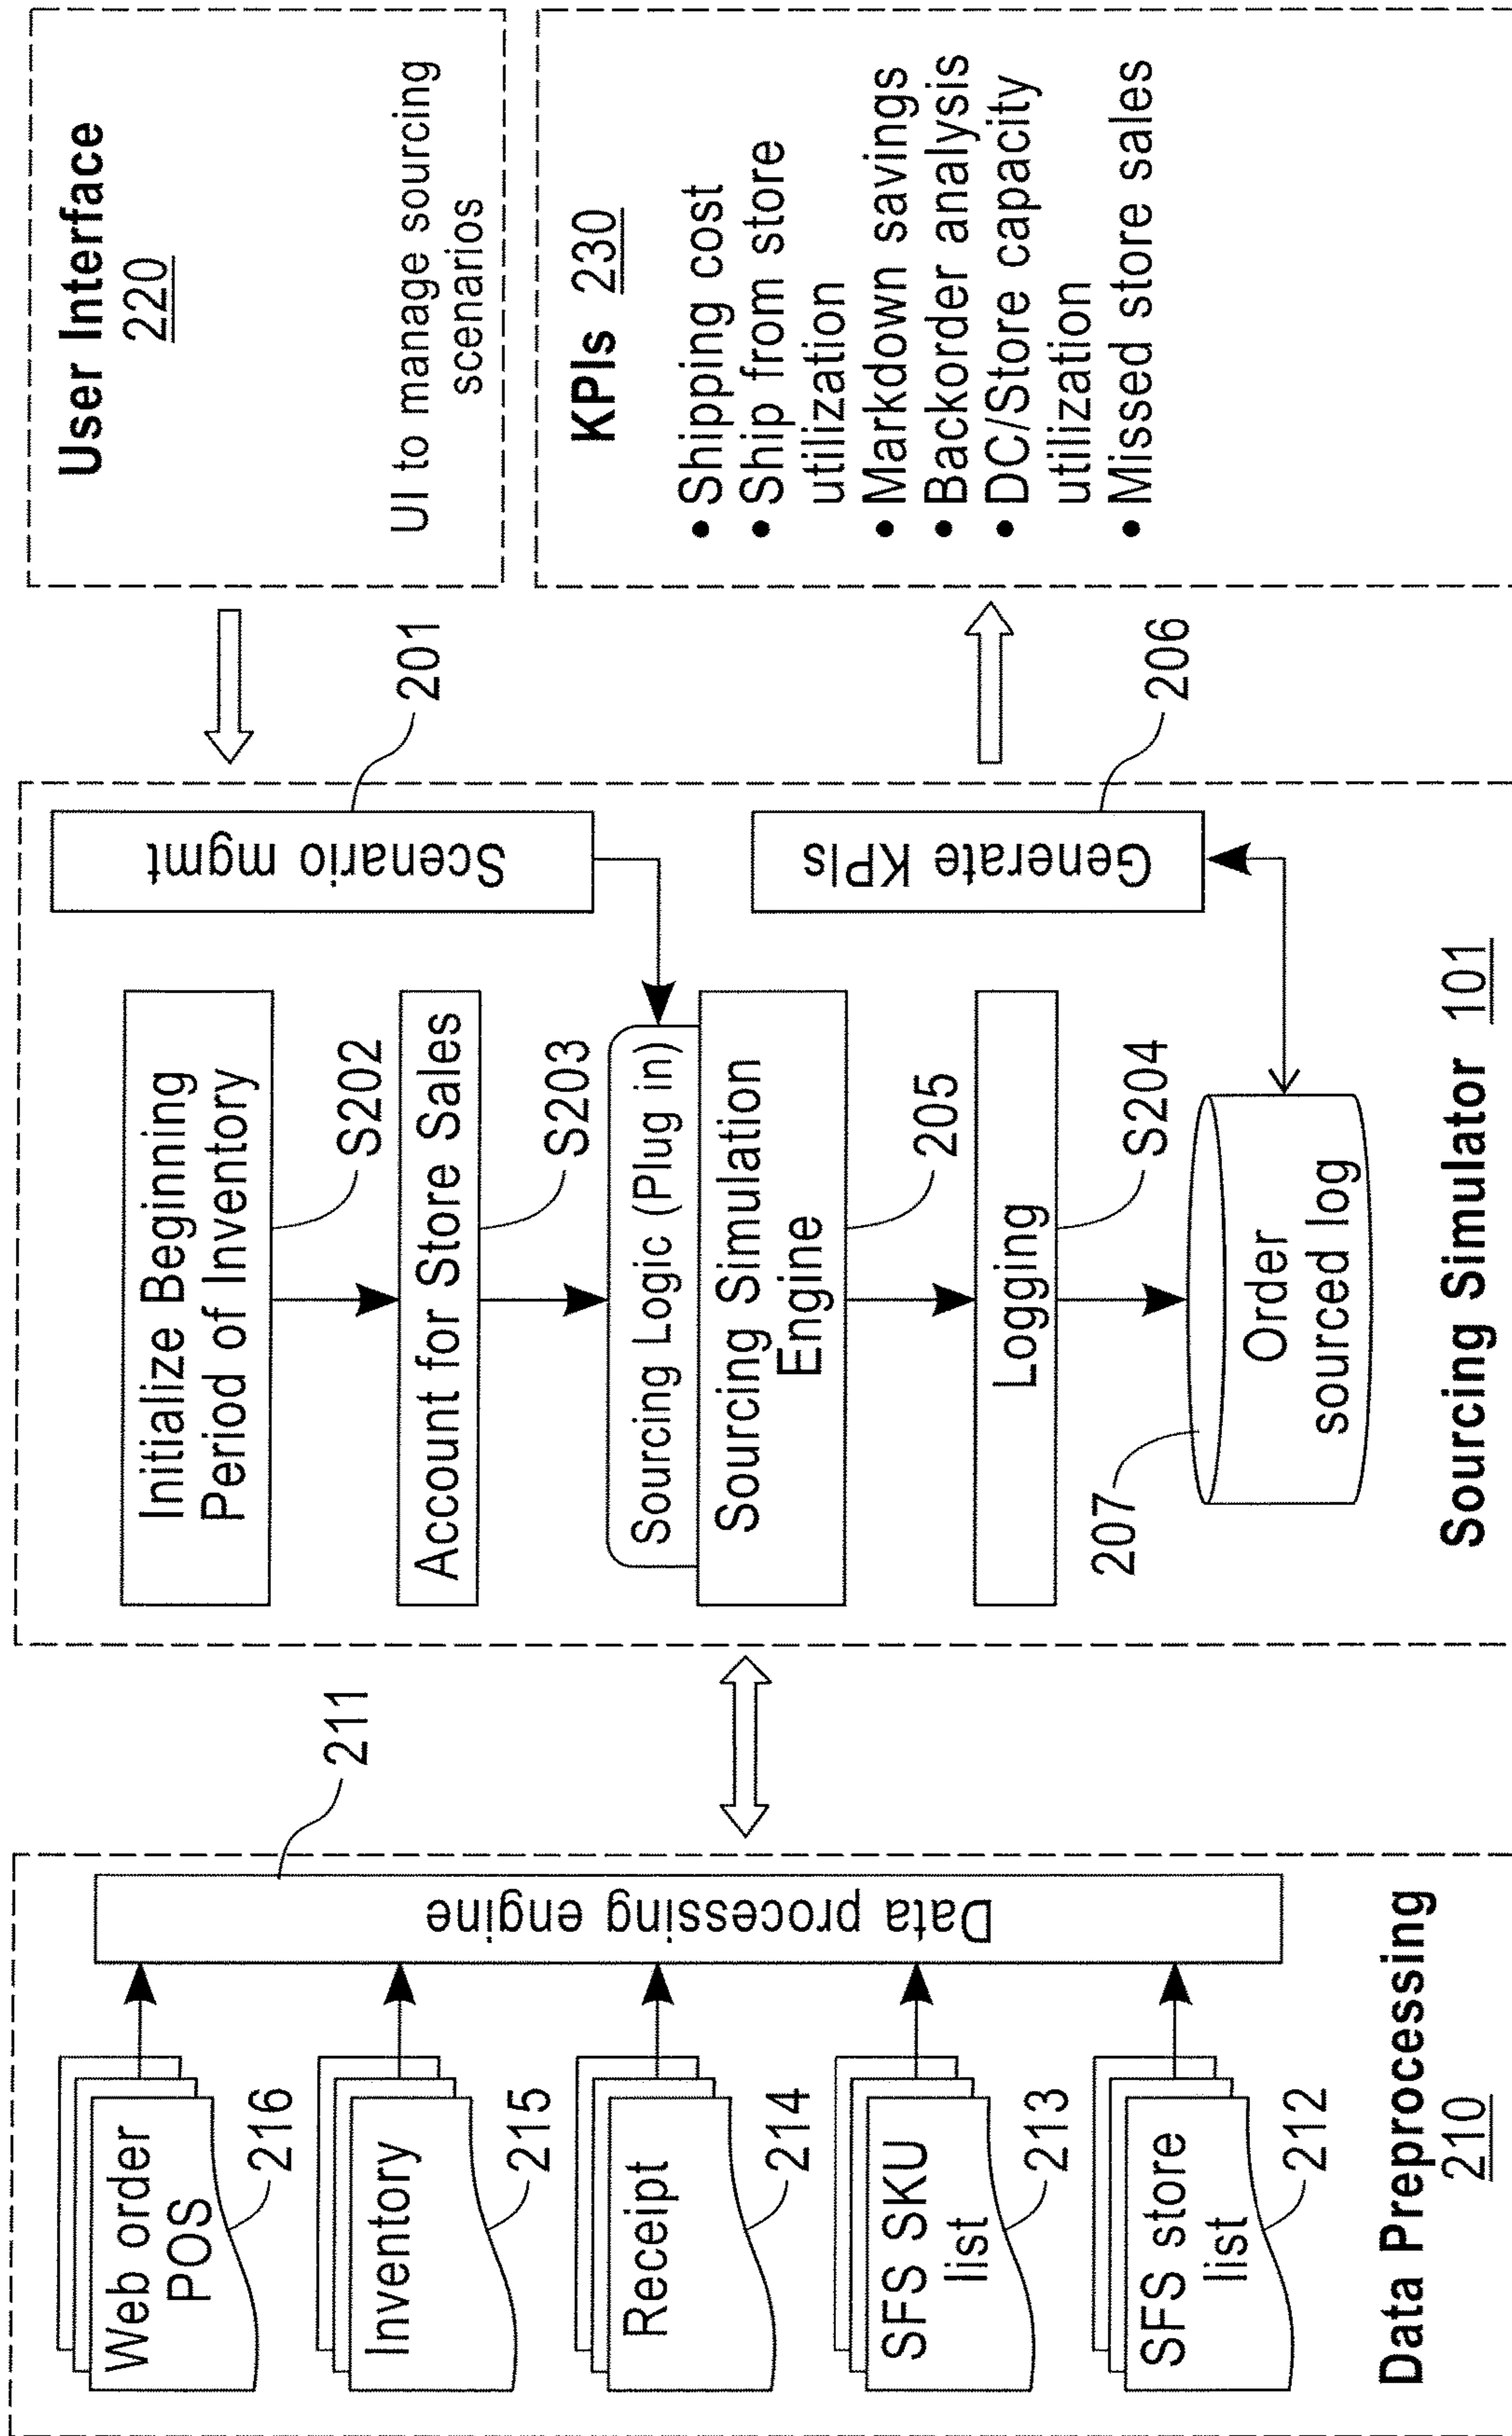 Web order
POS
216
Inventory
215
Receipt
214
SFS SKU
list
213
SFS store
list
212
Data processing engine
211
Data Preprocessing
210
Initialize Beginning
Period of Inventory
S202
Account for Store Sales
S203
Sourcing Logic (Plug in)
Sourcing Simulation
Engine
205
Logging
S204
Order
sourced log
207
Scenario mgmt
201
Generate KPIs
206
Sourcing Simulator 101
User Interface
220
UI to manage sourcing
scenarios
KPIs 230
• Shipping cost
• Ship from store
utilization
• Markdown savings
• Backorder analysis
• DC/Store capacity
utilization
• Missed store sales